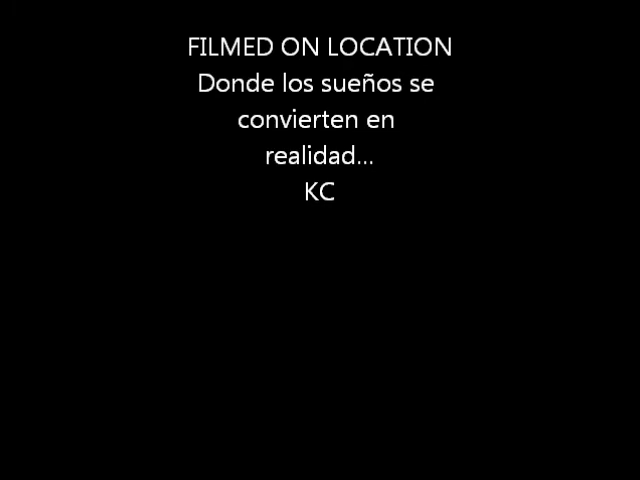 FILMED ON LOCATION
Donde los sueños se
convierten en
realidad...
KC